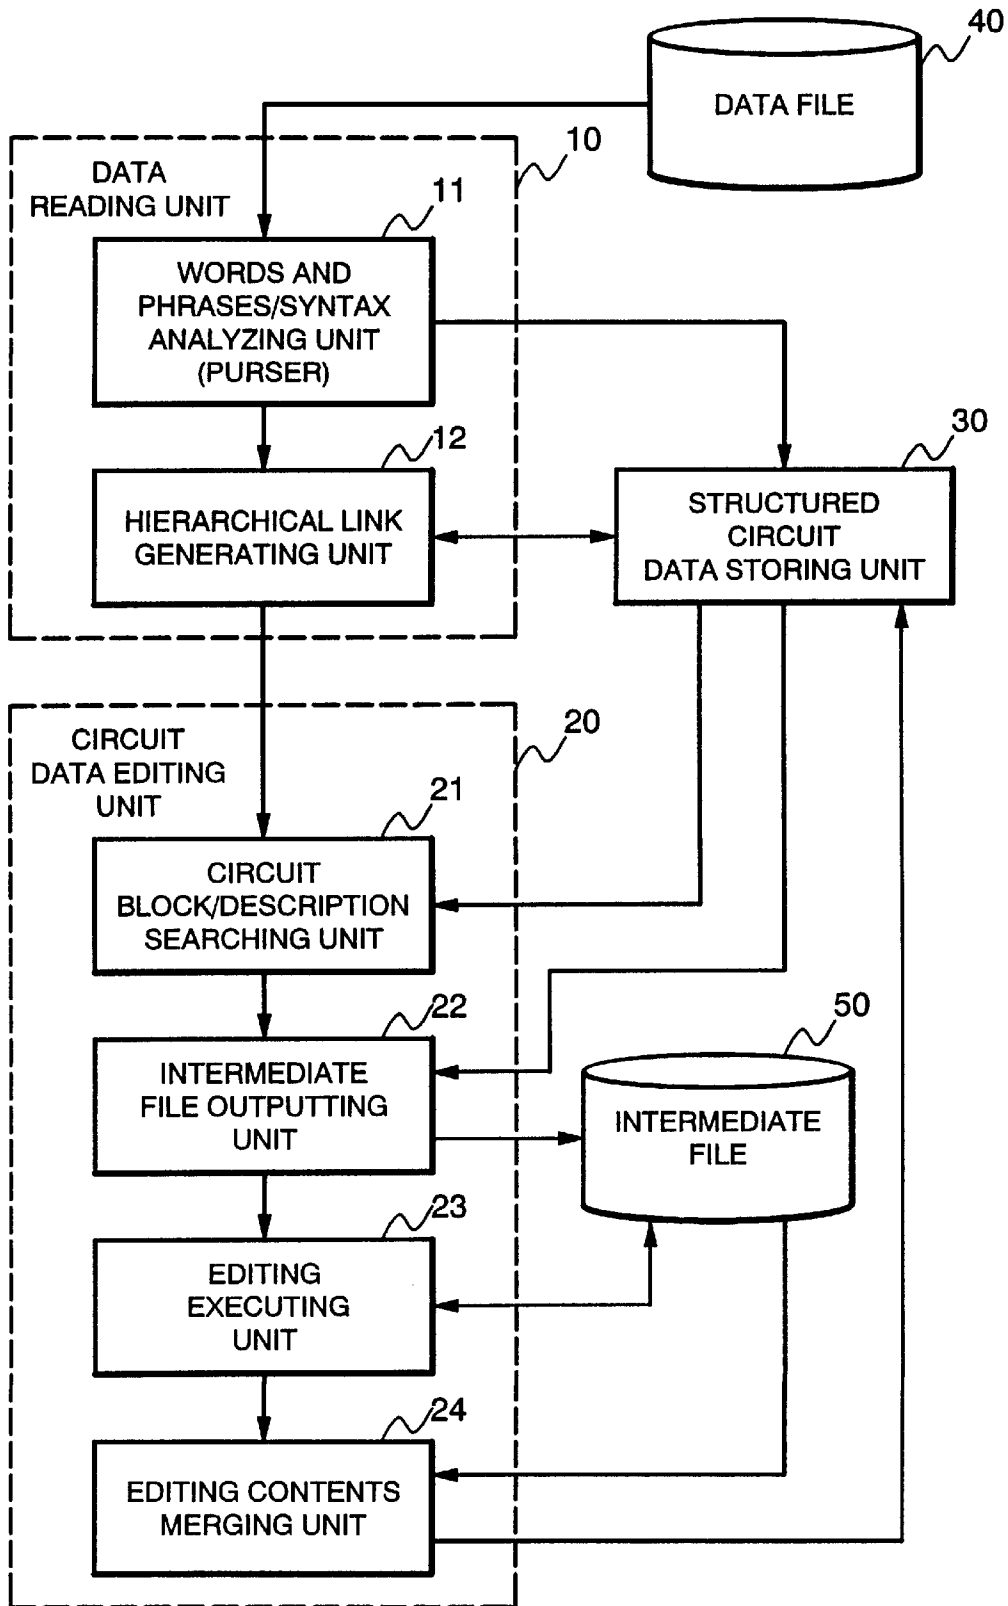 40
DATA FILE
10
DATA
READING UNIT
11
WORDS AND
PHRASES/SYNTAX
ANALYZING UNIT
(PURSER)
12
HIERARCHICAL LINK
GENERATING UNIT
30
STRUCTURED
CIRCUIT
DATA STORING UNIT
20
CIRCUIT
DATA EDITING
UNIT
21
CIRCUIT
BLOCK/DESCRIPTION
SEARCHING UNIT
22
INTERMEDIATE
FILE OUTPUTTING
UNIT
50
INTERMEDIATE
FILE
23
EDITING
EXECUTING
UNIT
24
EDITING CONTENTS
MERGING UNIT